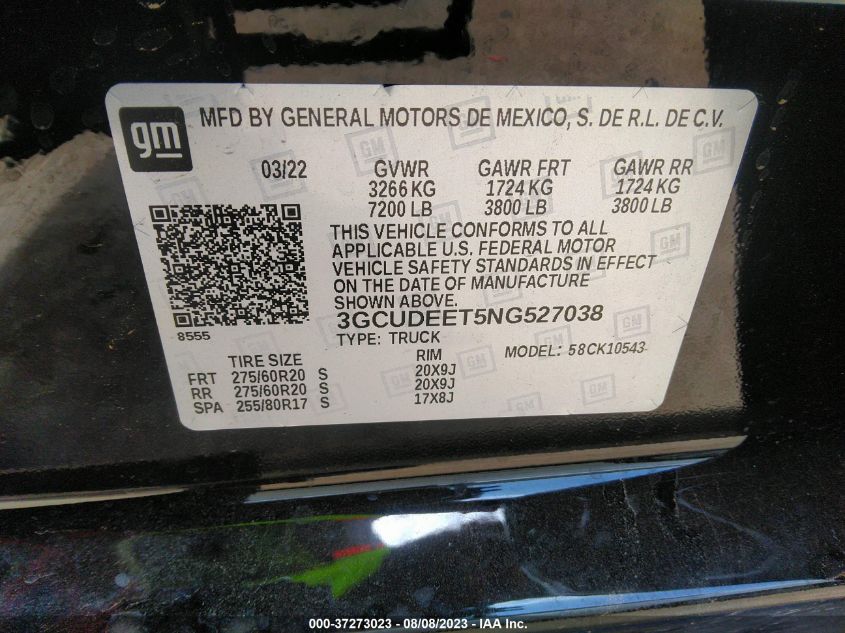 gm
MFD BY GENERAL MOTORS DE MEXICO, S. DE R.L. DE C.V.
03/22 GVWR GAWR FRT GAWR RR
3266 KG 1724 KG 1724 KG
7200 LB 3800 LB 3800 LB
THIS VEHICLE CONFORMS TO ALL
APPLICABLE U.S. FEDERAL MOTOR
VEHICLE SAFETY STANDARDS IN EFFECT
ON THE DATE OF MANUFACTURE
SHOWN ABOVE.
8555
3GCUDEET5NG527038
TYPE: TRUCK MODEL: 58CK10543
TIRE SIZE RIM
FRT 275/60R20 S 20X9J
RR 275/60R20 S 20X9J
SPA 255/80R17 S 17X8J
000-37273023 - 08/08/2023 - IAA Inc.